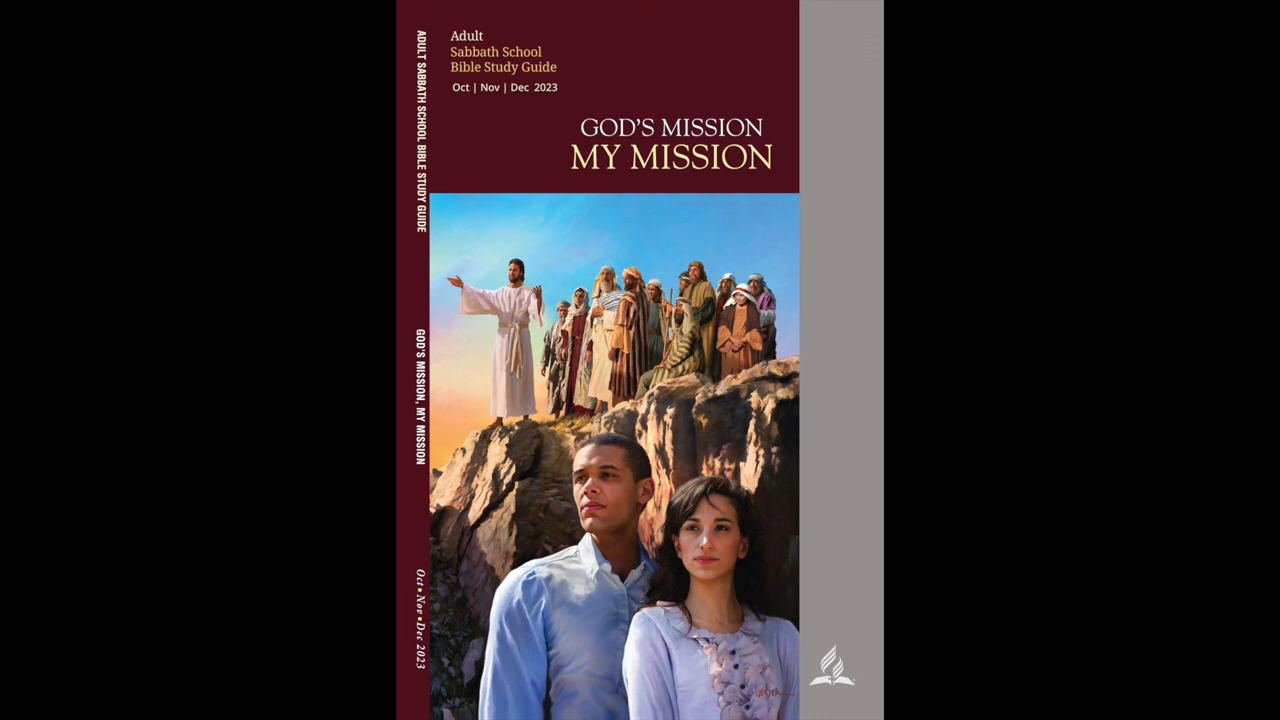 ADULT SABBATH SCHOOL BIBLE STUDY GUIDE
GOD'S MISSION, MY MISSION
Oct ▪ Nov ▪ Dec 2023
Adult
Sabbath School
Bible Study Guide
Oct | Nov | Dec 2023
GOD'S MISSION
MY MISSION